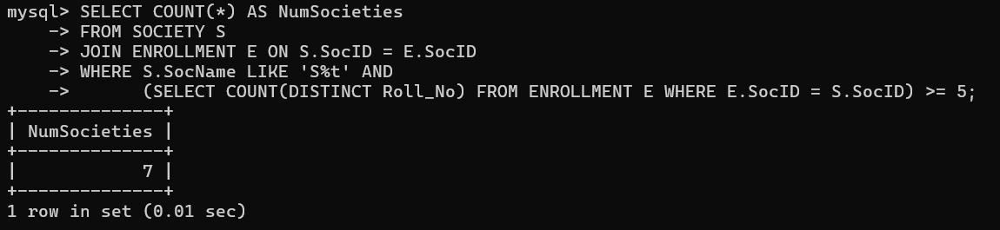 mysql> SELECT COUNT(*) AS NumSocieties
    -> FROM SOCIETY S
    -> JOIN ENROLLMENT E ON S.SocID = E.SocID
    -> WHERE S.SocName LIKE 'S%t' AND
    ->       (SELECT COUNT(DISTINCT Roll_No) FROM ENROLLMENT E WHERE E.SocID = S.SocID) >= 5;
+--------------+
| NumSocieties |
+--------------+
|            7 |
+--------------+
1 row in set (0.01 sec)